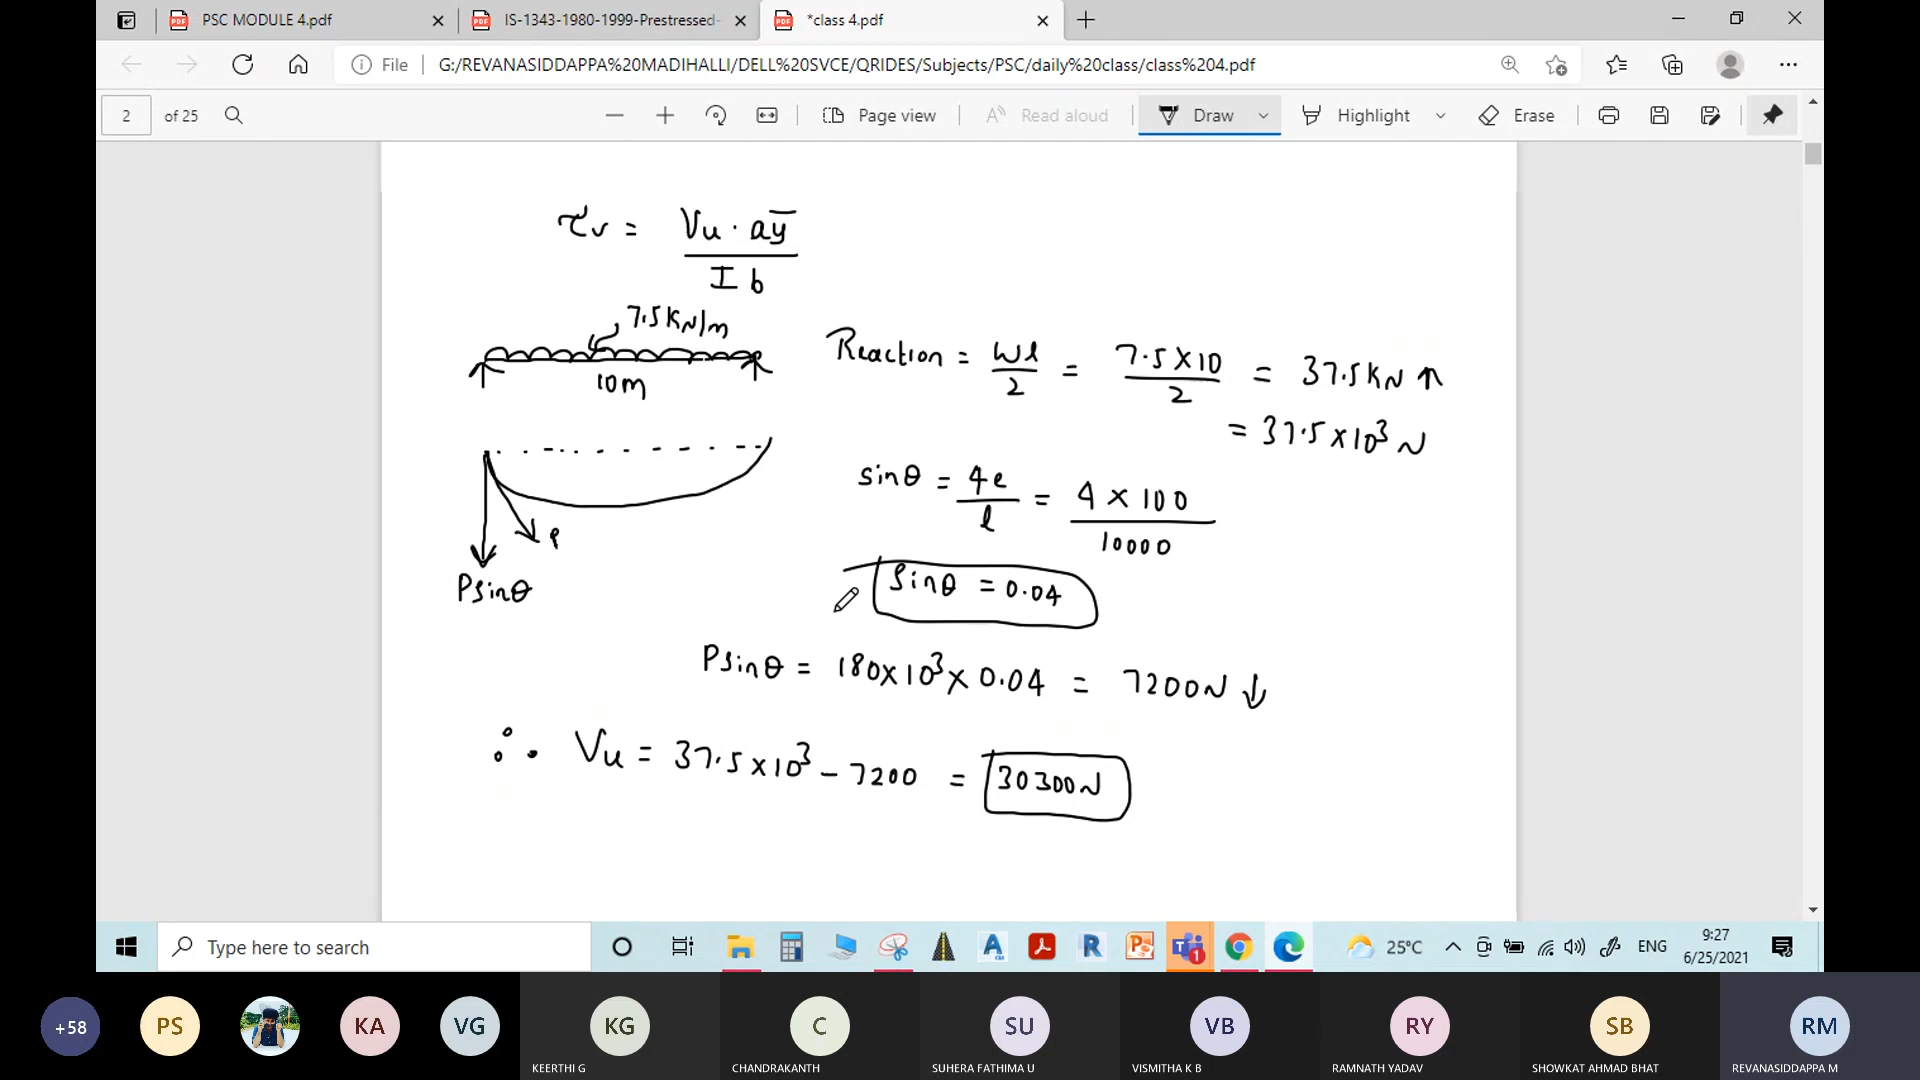 PSC MODULE 4.pdf
IS-1343-1980-1999-Prestressed-
*class 4.pdf
File
G:/REVANASIDDAPPA%20MADIHALLI/DELL%20SVCE/QRIDES/Subjects/PSC/daily%20class/class%204.pdf
2 of 25
Page view
Read aloud
Draw
Highlight
Erase
τv = Vu · aȳ / I b
7.5 KN/m
10m
Reaction = wl/2 = 7.5 × 10 / 2 = 37.5 KN ↑
= 37.5 × 10³ N
sinθ = 4e/l = 4 × 100 / 10000
P
Psinθ
sinθ = 0.04
Psinθ = 180 × 10³ × 0.04 = 7200N ↓
∴ Vu = 37.5 × 10³ – 7200 = 30300N
Type here to search
25°C
ENG
9:27
6/25/2021
+58
PS
KA
VG
KG
C
SU
VB
RY
SB
RM
KEERTHI G
CHANDRAKANTH
SUHERA FATHIMA U
VISMITHA K B
RAMNATH YADAV
SHOWKAT AHMAD BHAT
REVANASIDDAPPA M